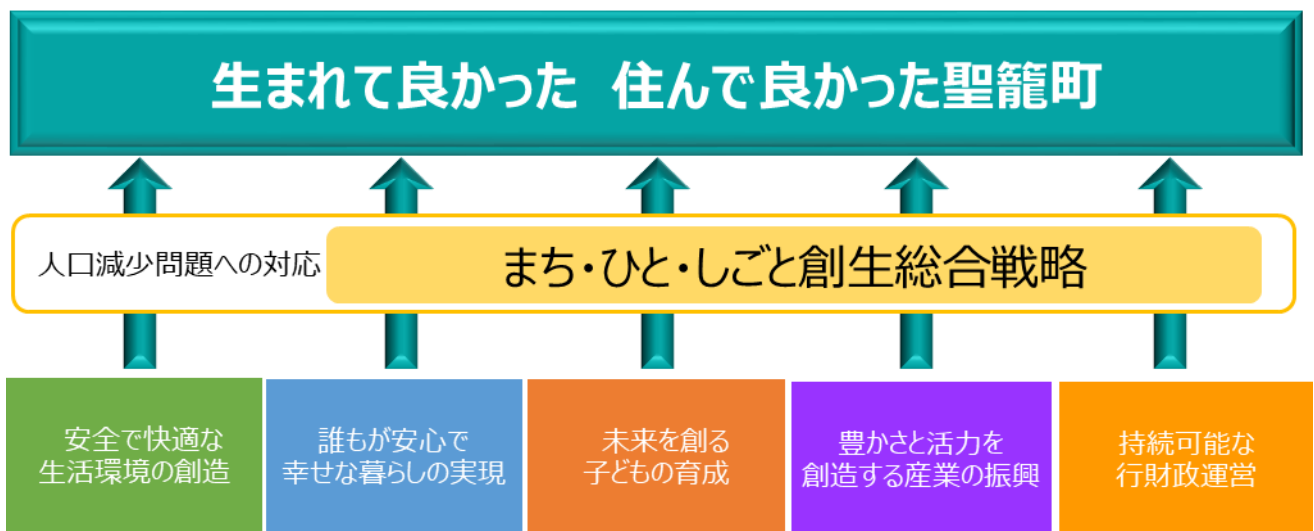 生まれて良かった 住んで良かった聖籠町
人口減少問題への対応
まち・ひと・しごと創生総合戦略
安全で快適な
生活環境の創造
誰もが安心で
幸せな暮らしの実現
未来を創る
子どもの育成
豊かさと活力を
創造する産業の振興
持続可能な
行財政運営